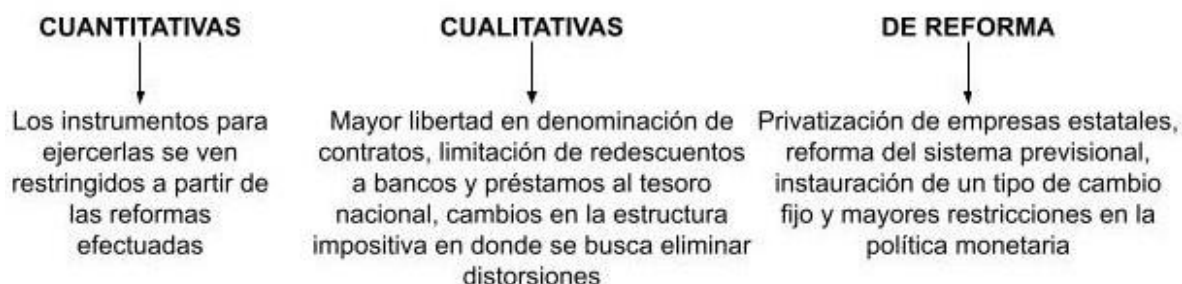 CUANTITATIVAS
Los instrumentos para
ejercerlas se ven
restringidos a partir de
las reformas
efectuadas
CUALITATIVAS
Mayor libertad en denominación de
contratos, limitación de redescuentos
a bancos y préstamos al tesoro
nacional, cambios en la estructura
impositiva en donde se busca eliminar
distorsiones
DE REFORMA
Privatización de empresas estatales,
reforma del sistema previsional,
instauración de un tipo de cambio
fijo y mayores restricciones en la
política monetaria